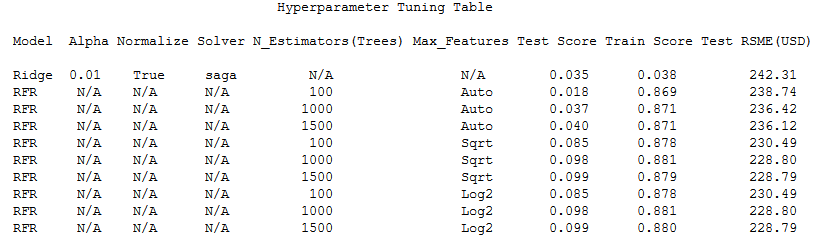 Hyperparameter Tuning Table
Model Alpha Normalize Solver N_Estimators(Trees) Max_Features Test Score Train Score Test RSME(USD)
Ridge 0.01 True saga N/A N/A 0.035 0.038 242.31
RFR N/A N/A N/A 100 Auto 0.018 0.869 238.74
RFR N/A N/A N/A 1000 Auto 0.037 0.871 236.42
RFR N/A N/A N/A 1500 Auto 0.040 0.871 236.12
RFR N/A N/A N/A 100 Sqrt 0.085 0.878 230.49
RFR N/A N/A N/A 1000 Sqrt 0.098 0.881 228.80
RFR N/A N/A N/A 1500 Sqrt 0.099 0.879 228.79
RFR N/A N/A N/A 100 Log2 0.085 0.878 230.49
RFR N/A N/A N/A 1000 Log2 0.098 0.881 228.80
RFR N/A N/A N/A 1500 Log2 0.099 0.880 228.79